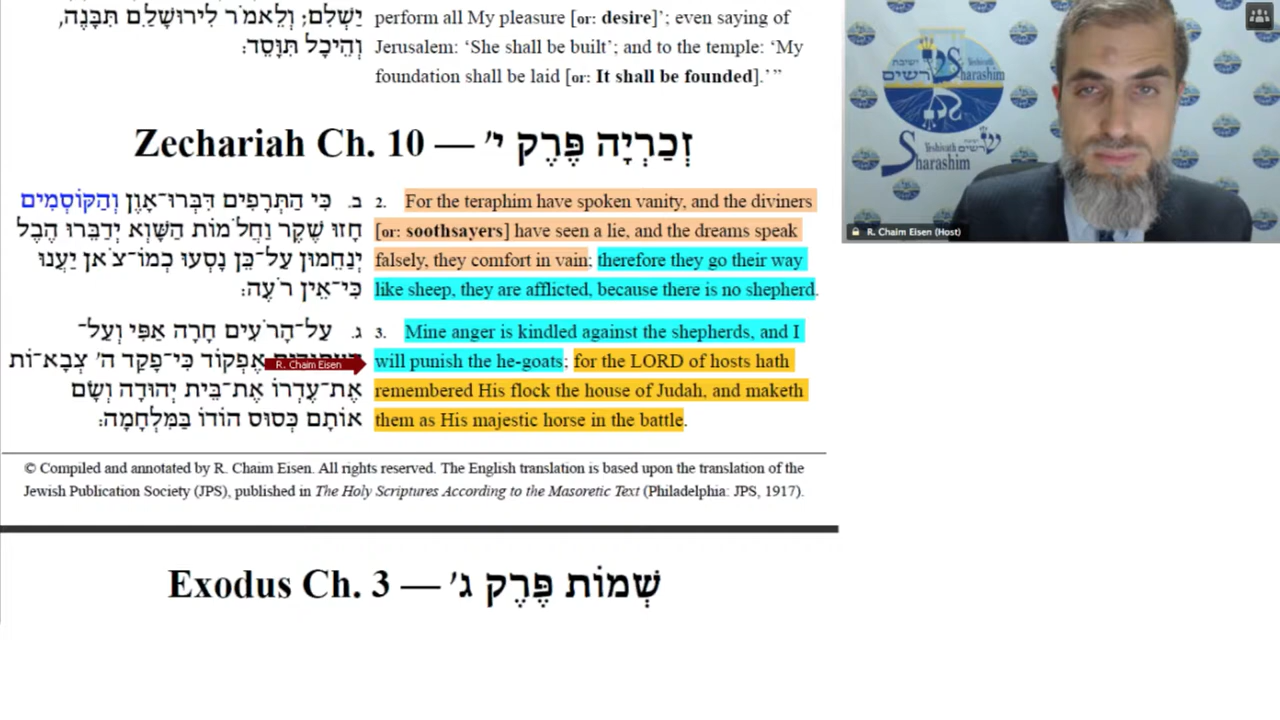 יַשְׁלִם; וְלֵאמֹר לִירוּשָׁלַ‍ִם תִּבָּנֶה,
וְהֵיכָל תִּוָּסֵד׃
perform all My pleasure [or: desire]’; even saying of
Jerusalem: ‘She shall be built’; and to the temple: ‘My
foundation shall be laid [or: It shall be founded].’”
Zechariah Ch. 10 — זְכַרְיָה פֶּרֶק י׳
ב. כִּי הַתְּרָפִים דִּבְּרוּ־אָוֶן וְהַקּוֹסְמִים
חָזוּ שֶׁקֶר וַחֲלֹמוֹת הַשָּׁוְא יְדַבֵּרוּ הֶבֶל
יְנַחֵמוּן עַל־כֵּן נָסְעוּ כְמוֹ־צֹאן יַעֲנוּ
כִּי־אֵין רֹעֶה׃
2. For the teraphim have spoken vanity, and the diviners
[or: soothsayers] have seen a lie, and the dreams speak
falsely, they comfort in vain; therefore they go their way
like sheep, they are afflicted, because there is no shepherd.
ג. עַל־הָרֹעִים חָרָה אַפִּי וְעַל־
אֶפְקוֹד כִּי־פָקַד ה׳ צְבָאוֹת
אֶת־עֶדְרוֹ אֶת־בֵּית יְהוּדָה וְשָׂם
אוֹתָם כְּסוּס הוֹדוֹ בַּמִּלְחָמָה׃
R. Chaim Eisen
3. Mine anger is kindled against the shepherds, and I
will punish the he-goats; for the LORD of hosts hath
remembered His flock the house of Judah, and maketh
them as His majestic horse in the battle.
© Compiled and annotated by R. Chaim Eisen. All rights reserved. The English translation is based upon the translation of the
Jewish Publication Society (JPS), published in The Holy Scriptures According to the Masoretic Text (Philadelphia: JPS, 1917).
Exodus Ch. 3 — שְׁמוֹת פֶּרֶק ג׳
ישיבת
שרשים
Yeshivath
Sharashim
Yeshivath שרשים
Sharashim
R. Chaim Eisen (Host)